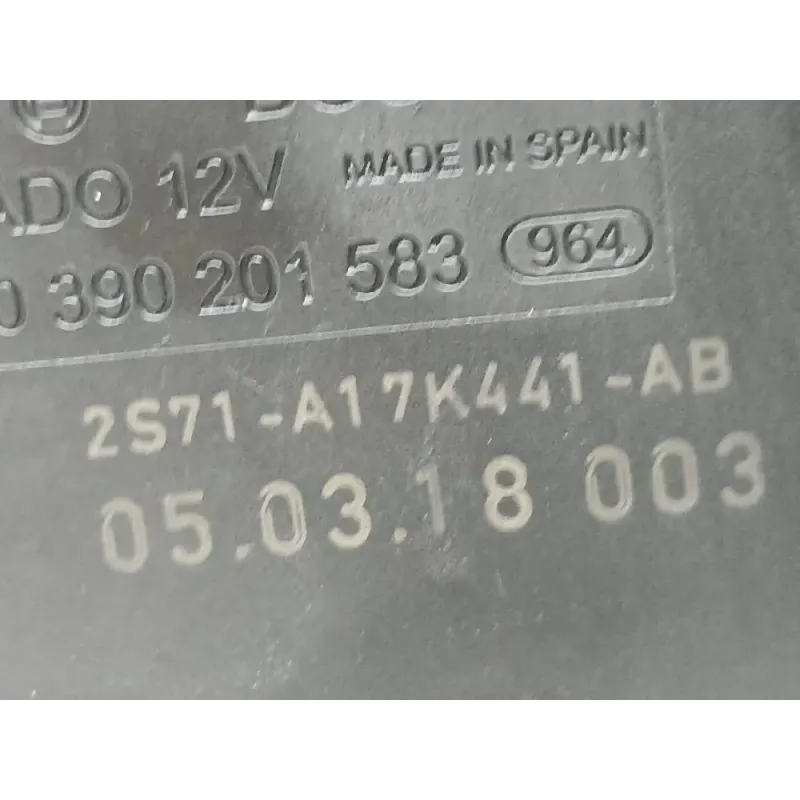 ADO 12V MADE IN SPAIN
0 390 201 583 964
2S71-A17K441-AB
05.03.18 003